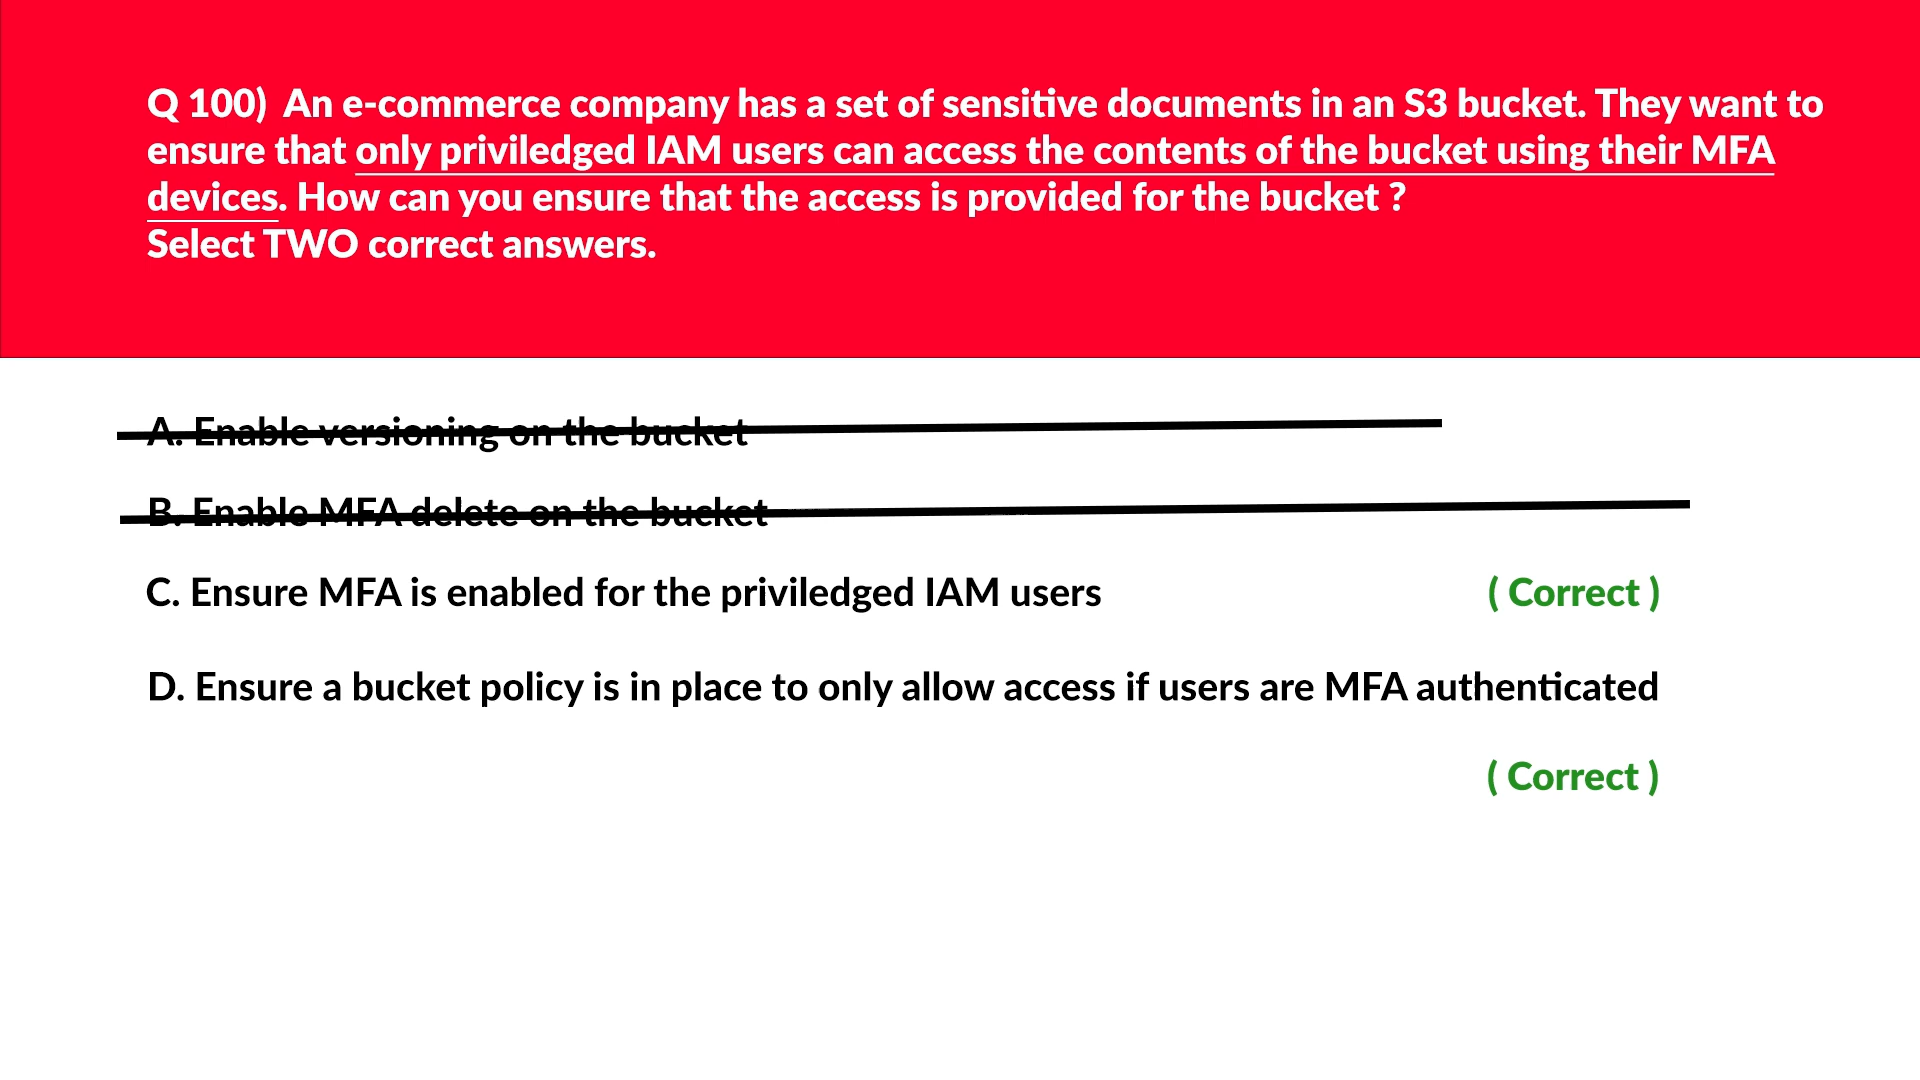 Q 100) An e-commerce company has a set of sensitive documents in an S3 bucket. They want to
ensure that only priviledged IAM users can access the contents of the bucket using their MFA
devices. How can you ensure that the access is provided for the bucket ?
Select TWO correct answers.
A. Enable versioning on the bucket
B. Enable MFA delete on the bucket
C. Ensure MFA is enabled for the priviledged IAM users ( Correct )
D. Ensure a bucket policy is in place to only allow access if users are MFA authenticated
( Correct )